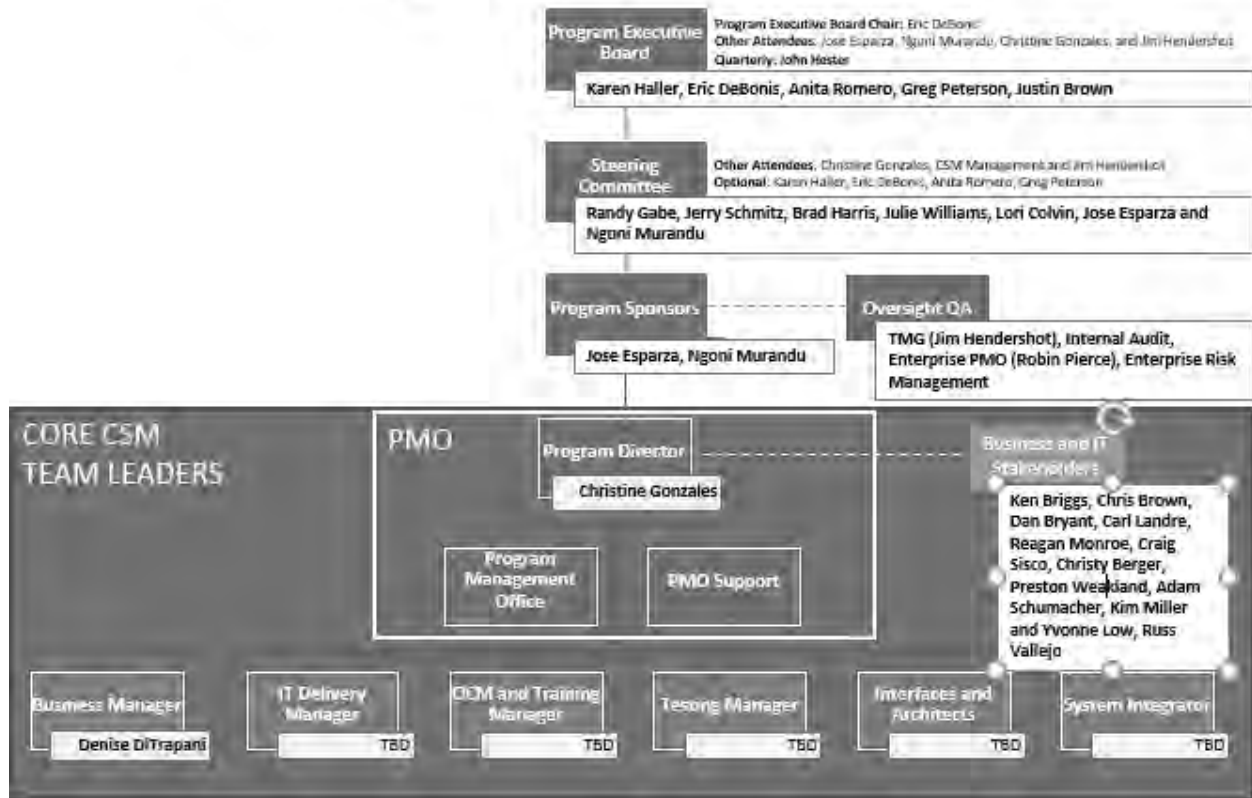 Program Executive
Board
Program Executive Board Chair: Eric DeBonis
Other Attendees: Jose Esparza, Ngoni Murandu, Christine Gonzales, and Jim Hendershot
Quarterly: John Hester
Karen Haller, Eric DeBonis, Anita Romero, Greg Peterson, Justin Brown
Steering
Committee
Other Attendees: Christine Gonzales, CSM Management and Jim Hendershot
Optional: Karen Haller, Eric DeBonis, Anita Romero, Greg Peterson
Randy Gabe, Jerry Schmitz, Brad Harris, Julie Williams, Lori Colvin, Jose Esparza and
Ngoni Murandu
Program Sponsors
Jose Esparza, Ngoni Murandu
Oversight QA
TMG (Jim Hendershot), Internal Audit,
Enterprise PMO (Robin Pierce), Enterprise Risk
Management
CORE CSM
TEAM LEADERS
PMO
Program Director
Christine Gonzales
Program
Management
Office
PMO Support
Business and IT
Stakeholders
Ken Briggs, Chris Brown,
Dan Bryant, Carl Landre,
Reagan Monroe, Craig
Sisco, Christy Berger,
Preston Weakland, Adam
Schumacher, Kim Miller
and Yvonne Low, Russ
Vallejo
Business Manager
Denise DiTrapani
IT Delivery
Manager
TBD
OCM and Training
Manager
TBD
Testing Manager
TBD
Interfaces and
Architects
TBD
System Integrator
TBD